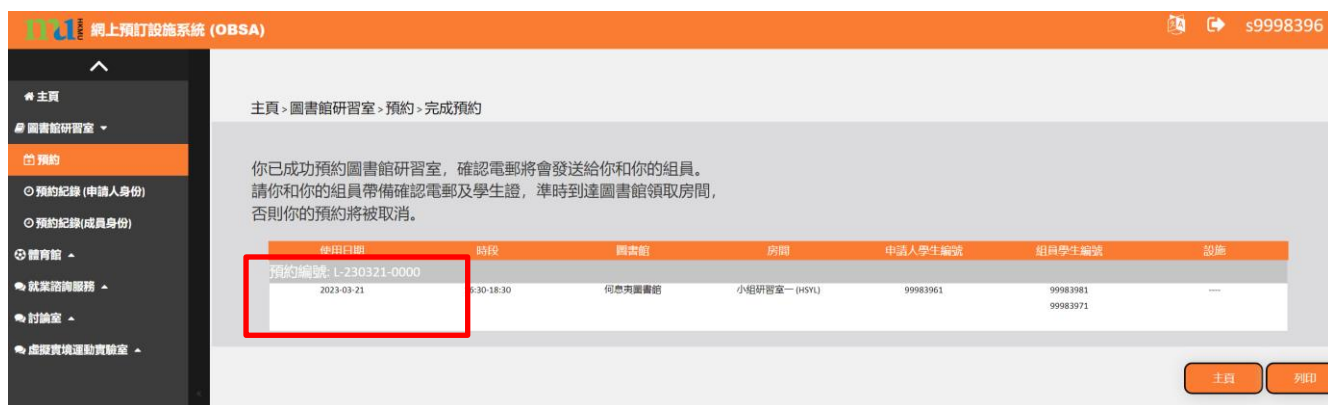 mu HKMU 網上預訂設施系統 (OBSA)
s9998396
主頁
圖書館研習室
預約
預約紀錄 (申請人身份)
預約紀錄(成員身份)
體育館
就業諮詢服務
討論室
虛擬實境運動實驗室
主頁 > 圖書館研習室 > 預約 > 完成預約
你已成功預約圖書館研習室，確認電郵將會發送給你和你的組員。
請你和你的組員帶備確認電郵及學生證，準時到達圖書館領取房間，
否則你的預約將被取消。
使用日期 時段 圖書館 房間 申請人學生編號 組員學生編號 設施
預約編號: L-230321-0000
2023-03-21 6:30-18:30 何息夷圖書館 小組研習室一 (HSYL) 99983961 99983981 ----
99983971
主頁 列印